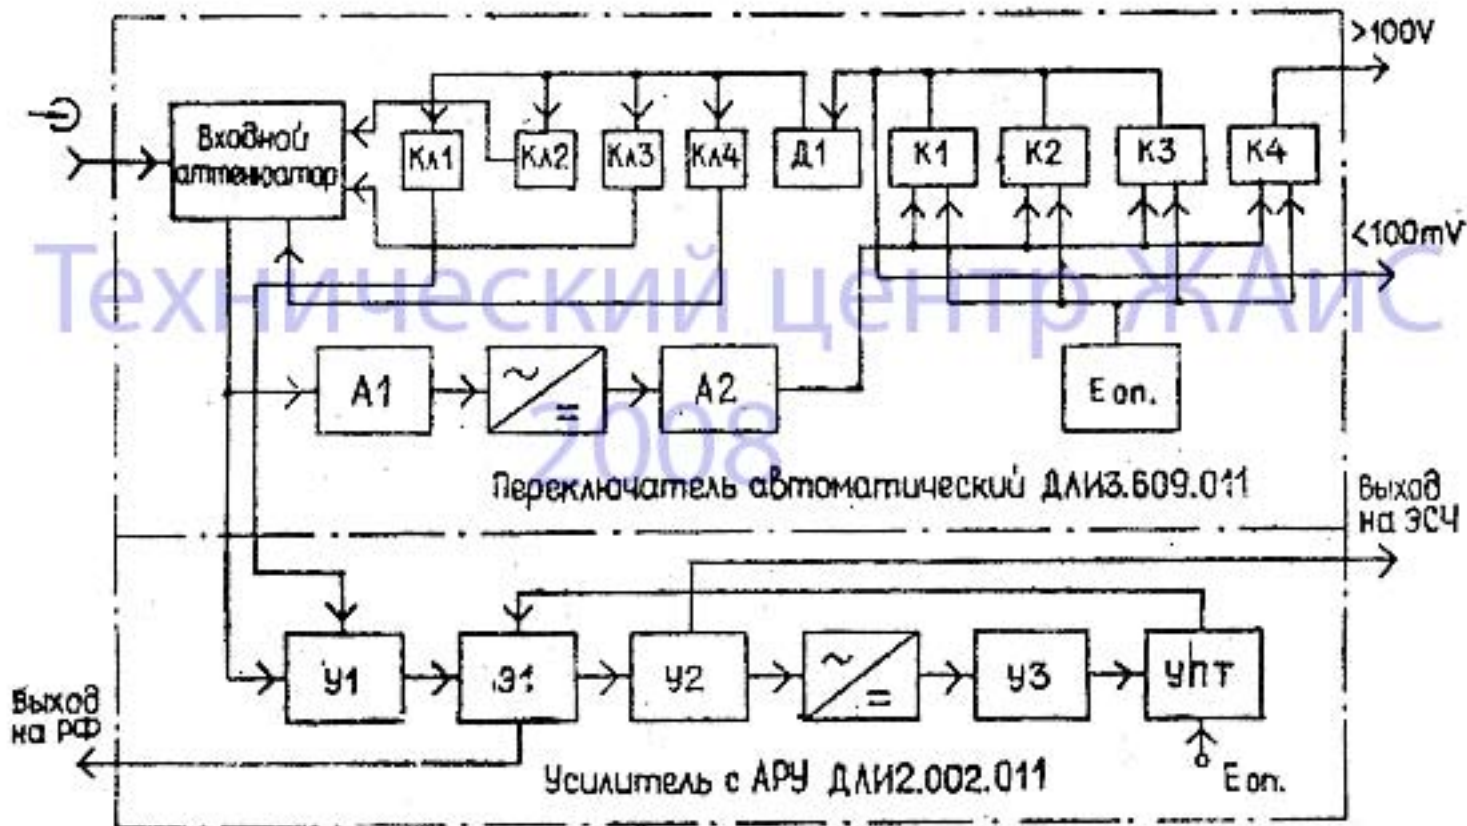 >100V
Входной
аттенюатор
Кл1
Кл2
Кл3
Кл4
Д1
К1
К2
К3
К4
<100mV
Технический центр ЖАиС
2008
А1
~
=
А2
Е оп.
Переключатель автоматический ДЛИ3.609.011
Выход
на ЭСЧ
У1
Э1
У2
~
=
У3
УПТ
Выход
на РФ
Е оп.
Усилитель с АРУ ДЛИ2.002.011